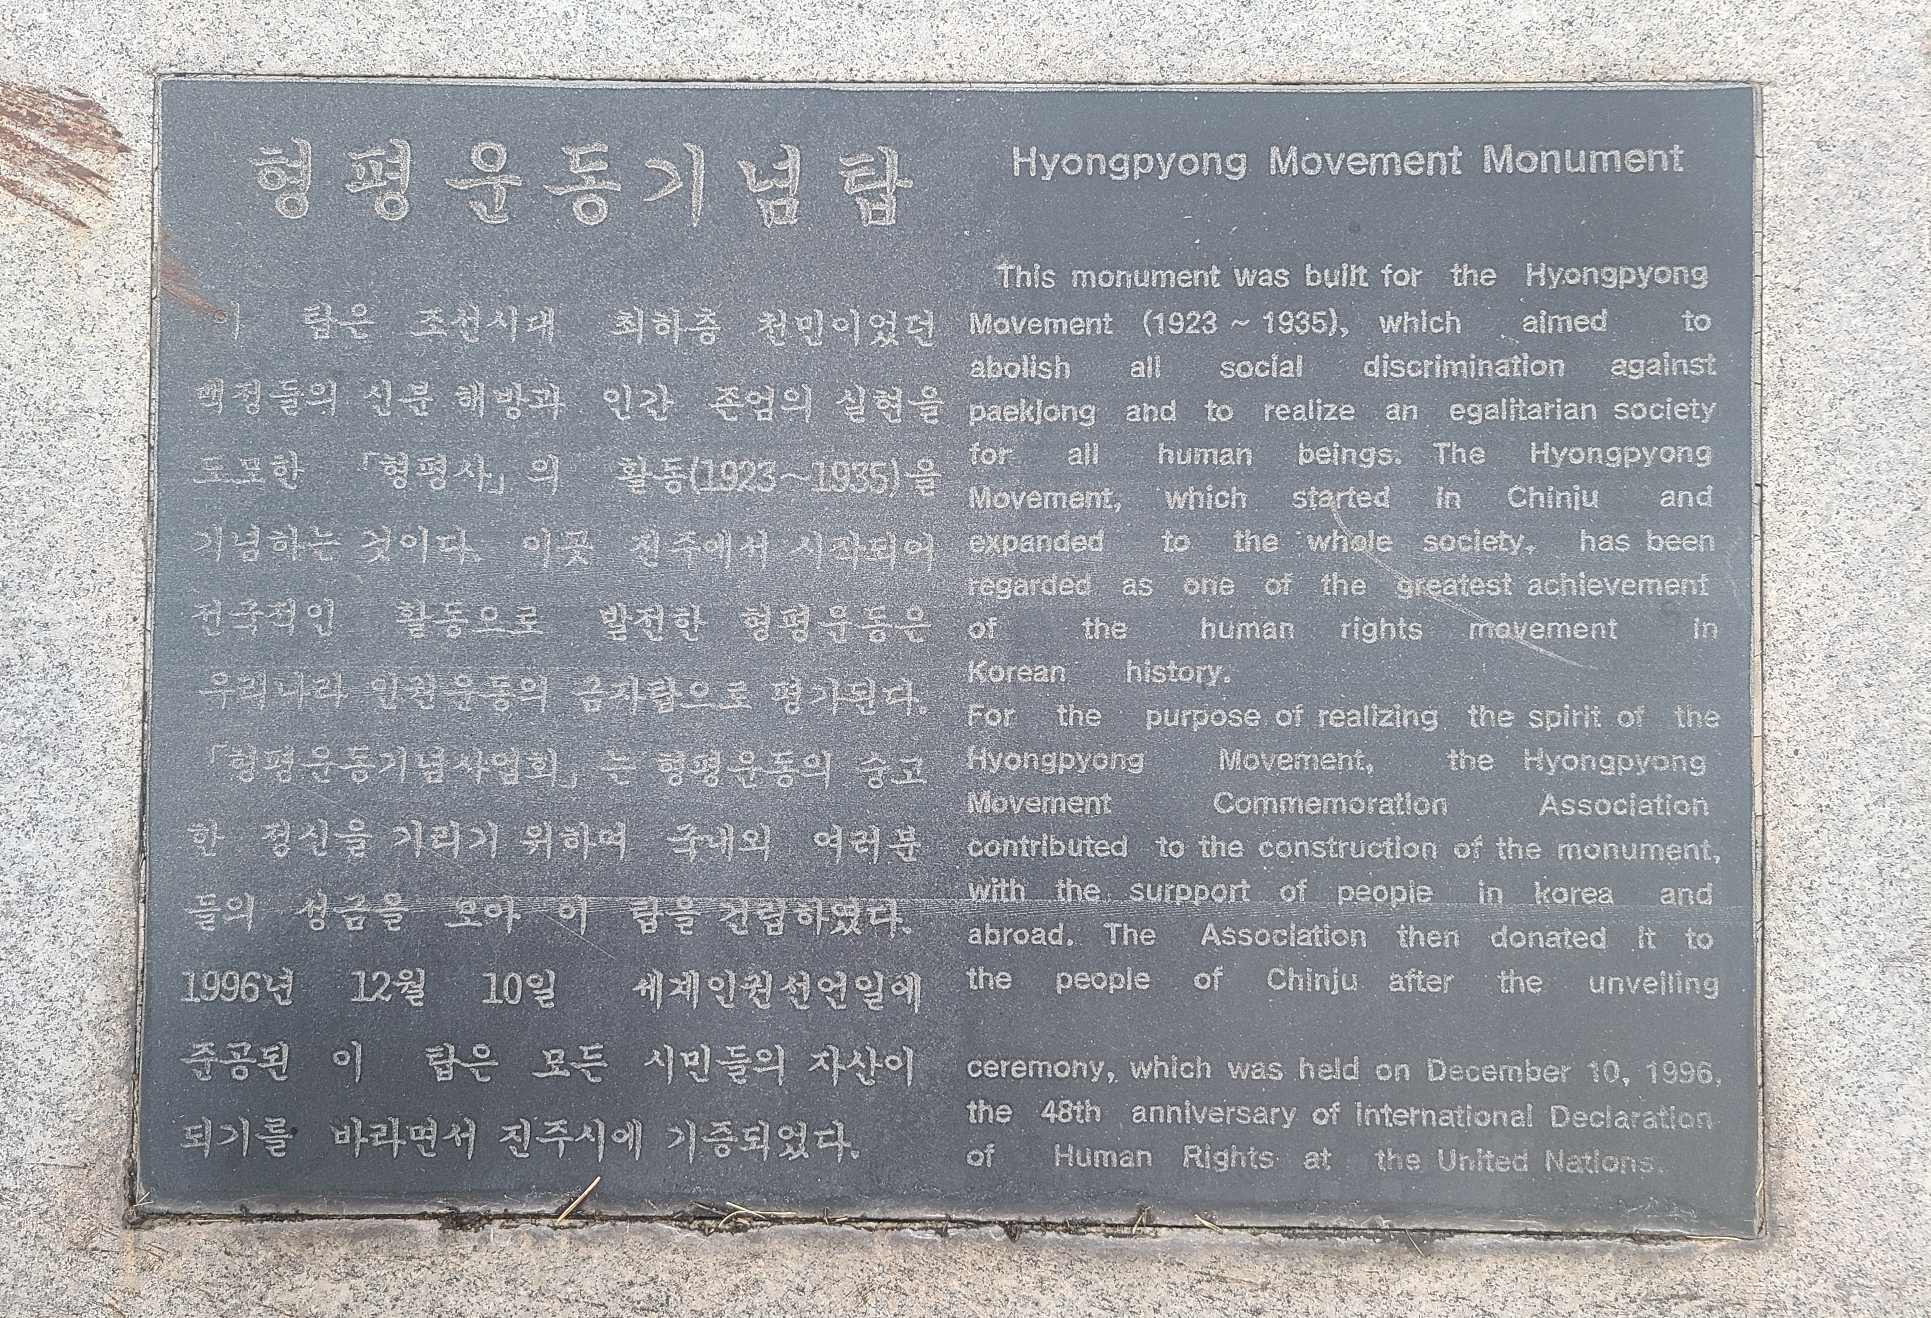 형평운동기념탑
이 탑은 조선시대 최하층 천민이었던
백정들의 신분 해방과 인간 존엄의 실현을
도모한 「형평사」의 활동(1923~1935)을
기념하는 것이다. 이곳 진주에서 시작되어
전국적인 활동으로 발전한 형평운동은
우리나라 인권운동의 금자탑으로 평가된다.
「형평운동기념사업회」는 형평운동의 숭고
한 정신을 기리기 위하며 국내외 여러분
들의 성금을 모아 이 탑을 건립하였다.
1996년 12월 10일 세계인권선언일에
준공된 이 탑은 모든 시민들의 자산이
되기를 바라면서 진주시에 기증되었다.
Hyongpyong Movement Monument
This monument was built for the Hyongpyong
Movement (1923 ~ 1935), which aimed to
abolish all social discrimination against
paekjong and to realize an egalitarian society
for all human beings. The Hyongpyong
Movement, which started in Chinju and
expanded to the whole society, has been
regarded as one of the greatest achievement
of the human rights movement in
Korean history.
For the purpose of realizing the spirit of the
Hyongpyong Movement, the Hyongpyong
Movement Commemoration Association
contributed to the construction of the monument,
with the surpport of people in korea and
abroad. The Association then donated it to
the people of Chinju after the unveiling
ceremony, which was held on December 10, 1996,
the 48th anniversary of International Declaration
of Human Rights at the United Nations.